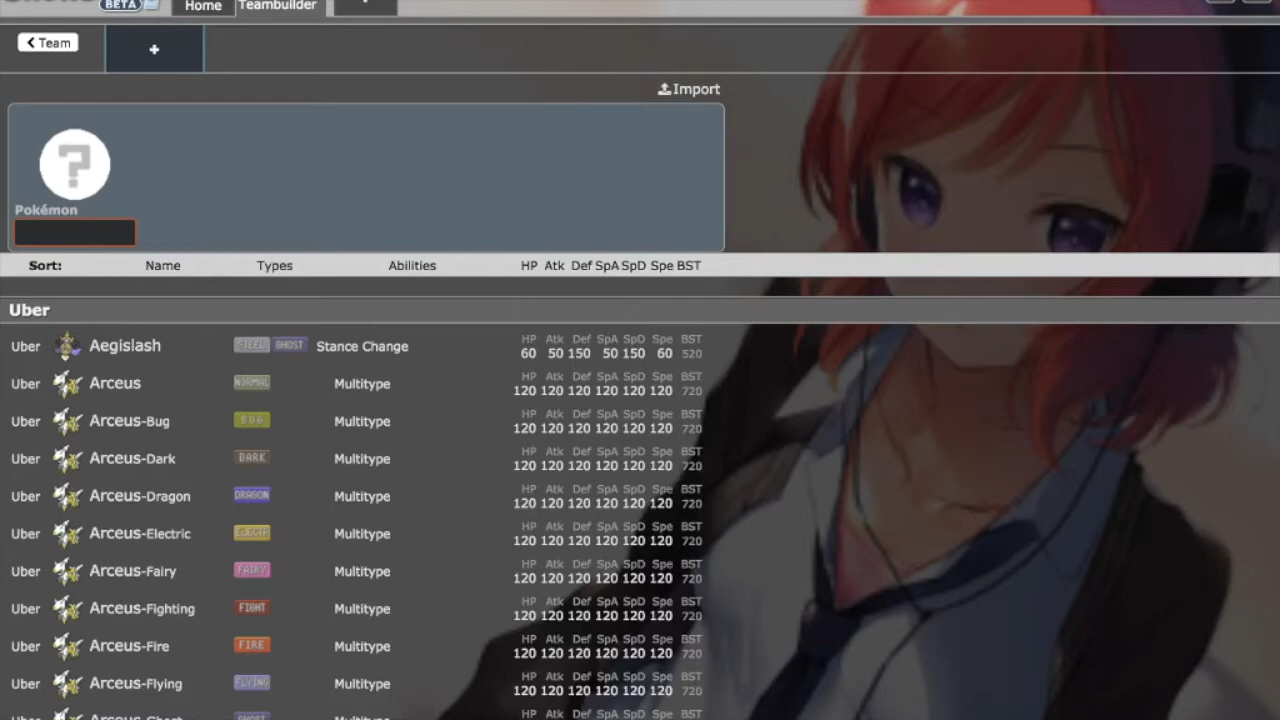 BETA
Home
Teambuilder
Team
+
Import
?
Pokémon
Sort: Name Types Abilities HP Atk Def SpA SpD Spe BST
Uber
HP Atk Def SpA SpD Spe BST
Uber Aegislash STEEL GHOST Stance Change 60 50 150 50 150 60 520
HP Atk Def SpA SpD Spe BST
Uber Arceus NORMAL Multitype 120 120 120 120 120 120 720
HP Atk Def SpA SpD Spe BST
Uber Arceus-Bug BUG Multitype 120 120 120 120 120 120 720
HP Atk Def SpA SpD Spe BST
Uber Arceus-Dark DARK Multitype 120 120 120 120 120 120 720
HP Atk Def SpA SpD Spe BST
Uber Arceus-Dragon DRAGON Multitype 120 120 120 120 120 120 720
HP Atk Def SpA SpD Spe BST
Uber Arceus-Electric ELECTR Multitype 120 120 120 120 120 120 720
HP Atk Def SpA SpD Spe BST
Uber Arceus-Fairy FAIRY Multitype 120 120 120 120 120 120 720
HP Atk Def SpA SpD Spe BST
Uber Arceus-Fighting FIGHT Multitype 120 120 120 120 120 120 720
HP Atk Def SpA SpD Spe BST
Uber Arceus-Fire FIRE Multitype 120 120 120 120 120 120 720
HP Atk Def SpA SpD Spe BST
Uber Arceus-Flying FLYING Multitype 120 120 120 120 120 120 720
HP Atk Def SpA SpD Spe BST
Uber Arceus-Ghost GHOST Multitype